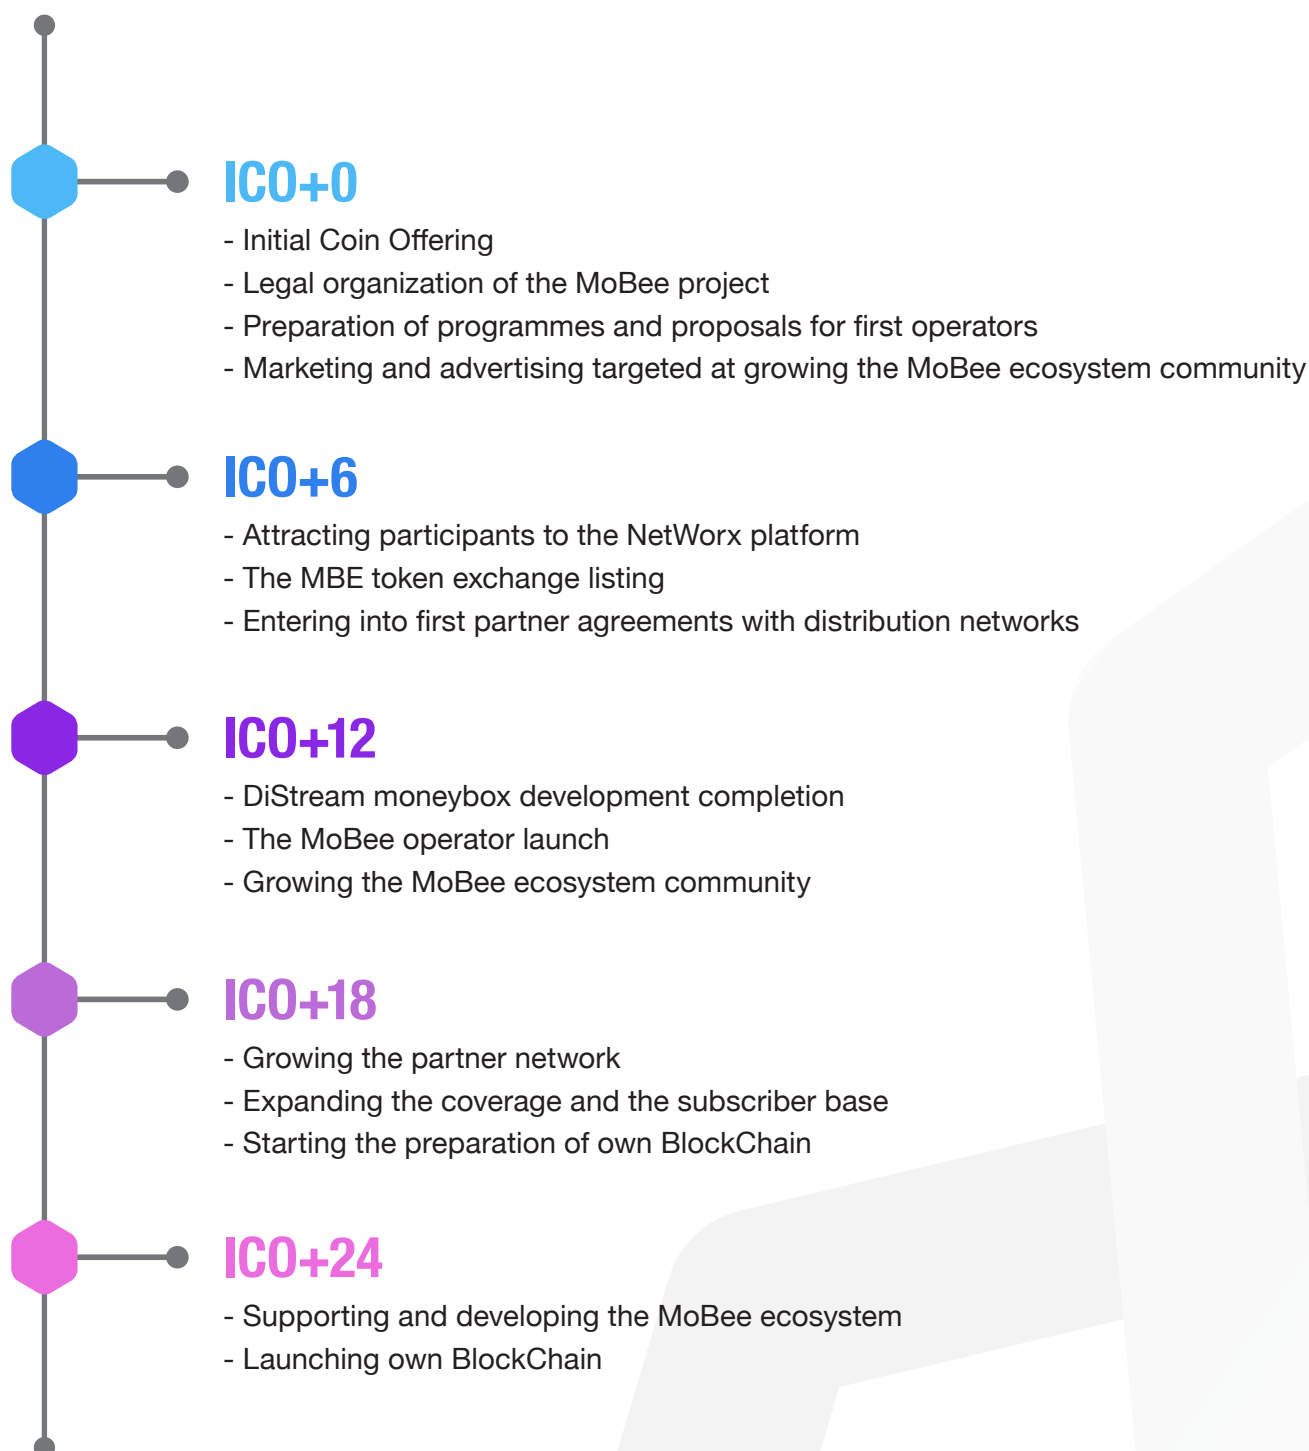 ICO+0
- Initial Coin Offering
- Legal organization of the MoBee project
- Preparation of programmes and proposals for first operators
- Marketing and advertising targeted at growing the MoBee ecosystem community
ICO+6
- Attracting participants to the NetWorx platform
- The MBE token exchange listing
- Entering into first partner agreements with distribution networks
ICO+12
- DiStream moneybox development completion
- The MoBee operator launch
- Growing the MoBee ecosystem community
ICO+18
- Growing the partner network
- Expanding the coverage and the subscriber base
- Starting the preparation of own BlockChain
ICO+24
- Supporting and developing the MoBee ecosystem
- Launching own BlockChain